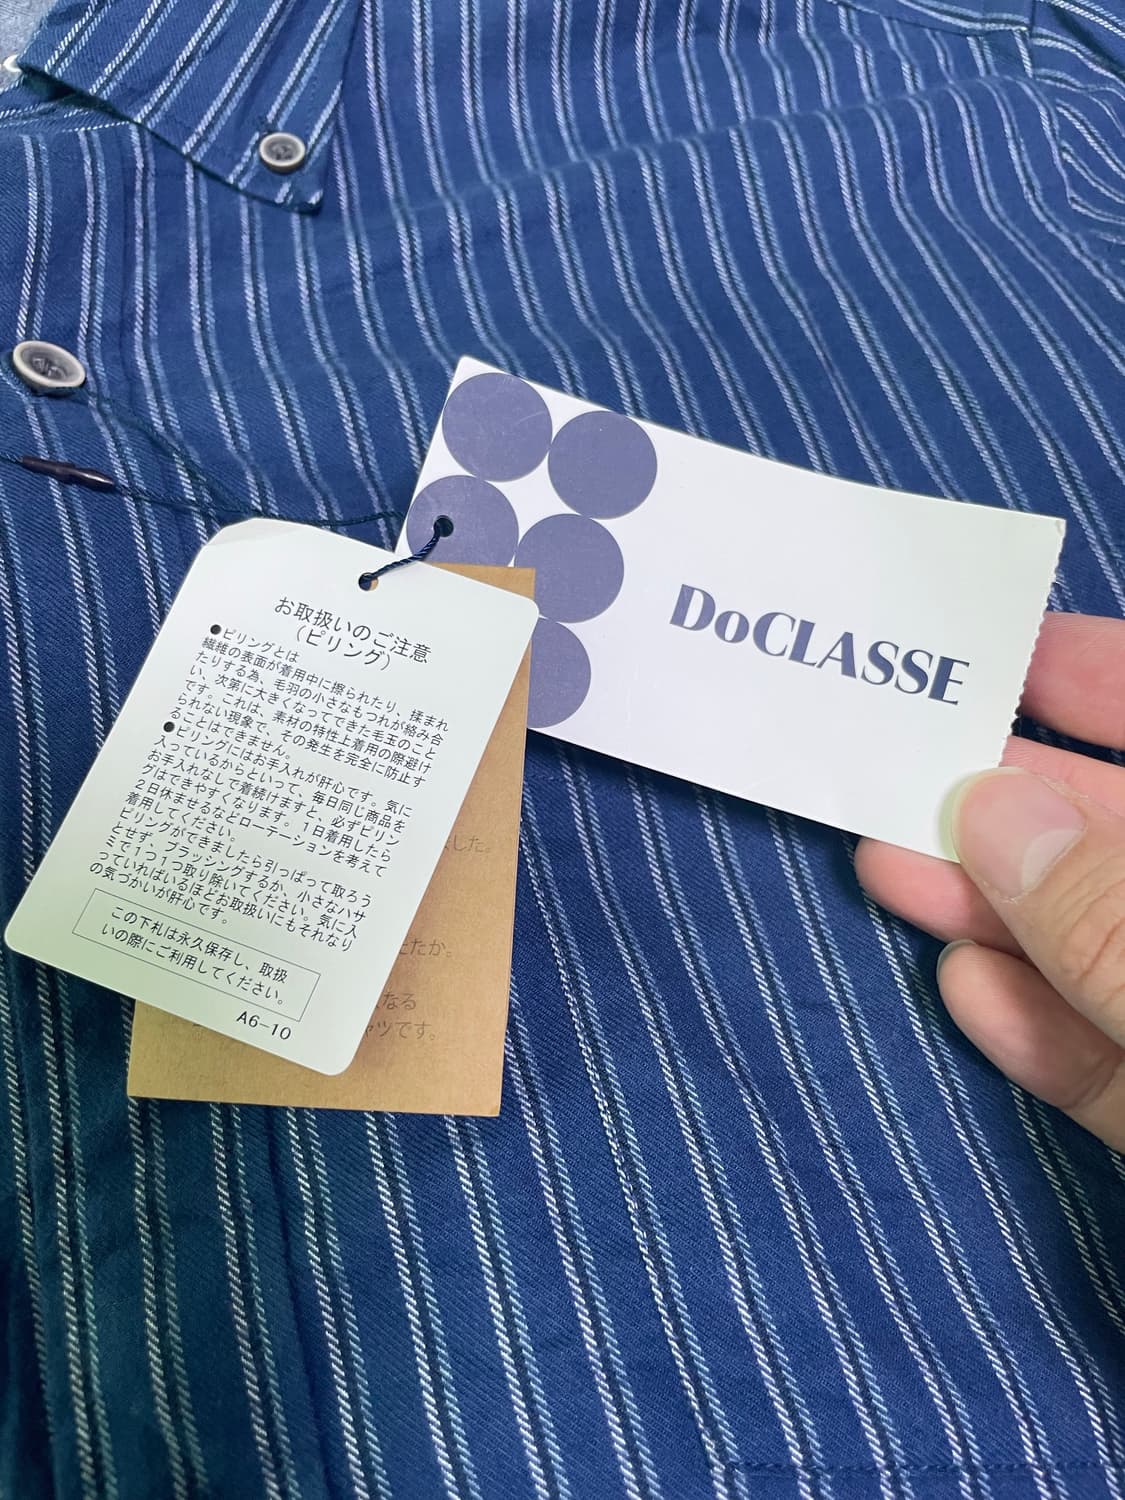 DoCLASSE
お取扱いのご注意
（ピリング）
●ピリングとは
繊維の表面が着用中に擦られたり、揉まれ
たりする為、毛羽の小さなもつれが絡み合
い、次第に大きくなってできた毛玉のこと
です。これは、素材の特性上着用の際避け
られない現象で、その発生を完全に防止す
ることはできません。
●ピリングにはお手入れが肝心です。気に
入っているからといって、毎日同じ商品を
お手入れなしで着続けますと、必ずピリン
グはできやすくなります。1日着用したら
2日休ませるなどローテーションを考えて
着用してください。
ピリングができましたら引っぱって取ろう
とせず、ブラッシングするか、小さなハサ
ミで1つ1つ取り除いてください。気に入
っていればいるほどお取扱いにもそれなり
の気づかいが肝心です。
この下札は永久保存し、取扱
いの際にご利用してください。
A6-10
した。
たか。
なる
ツです。